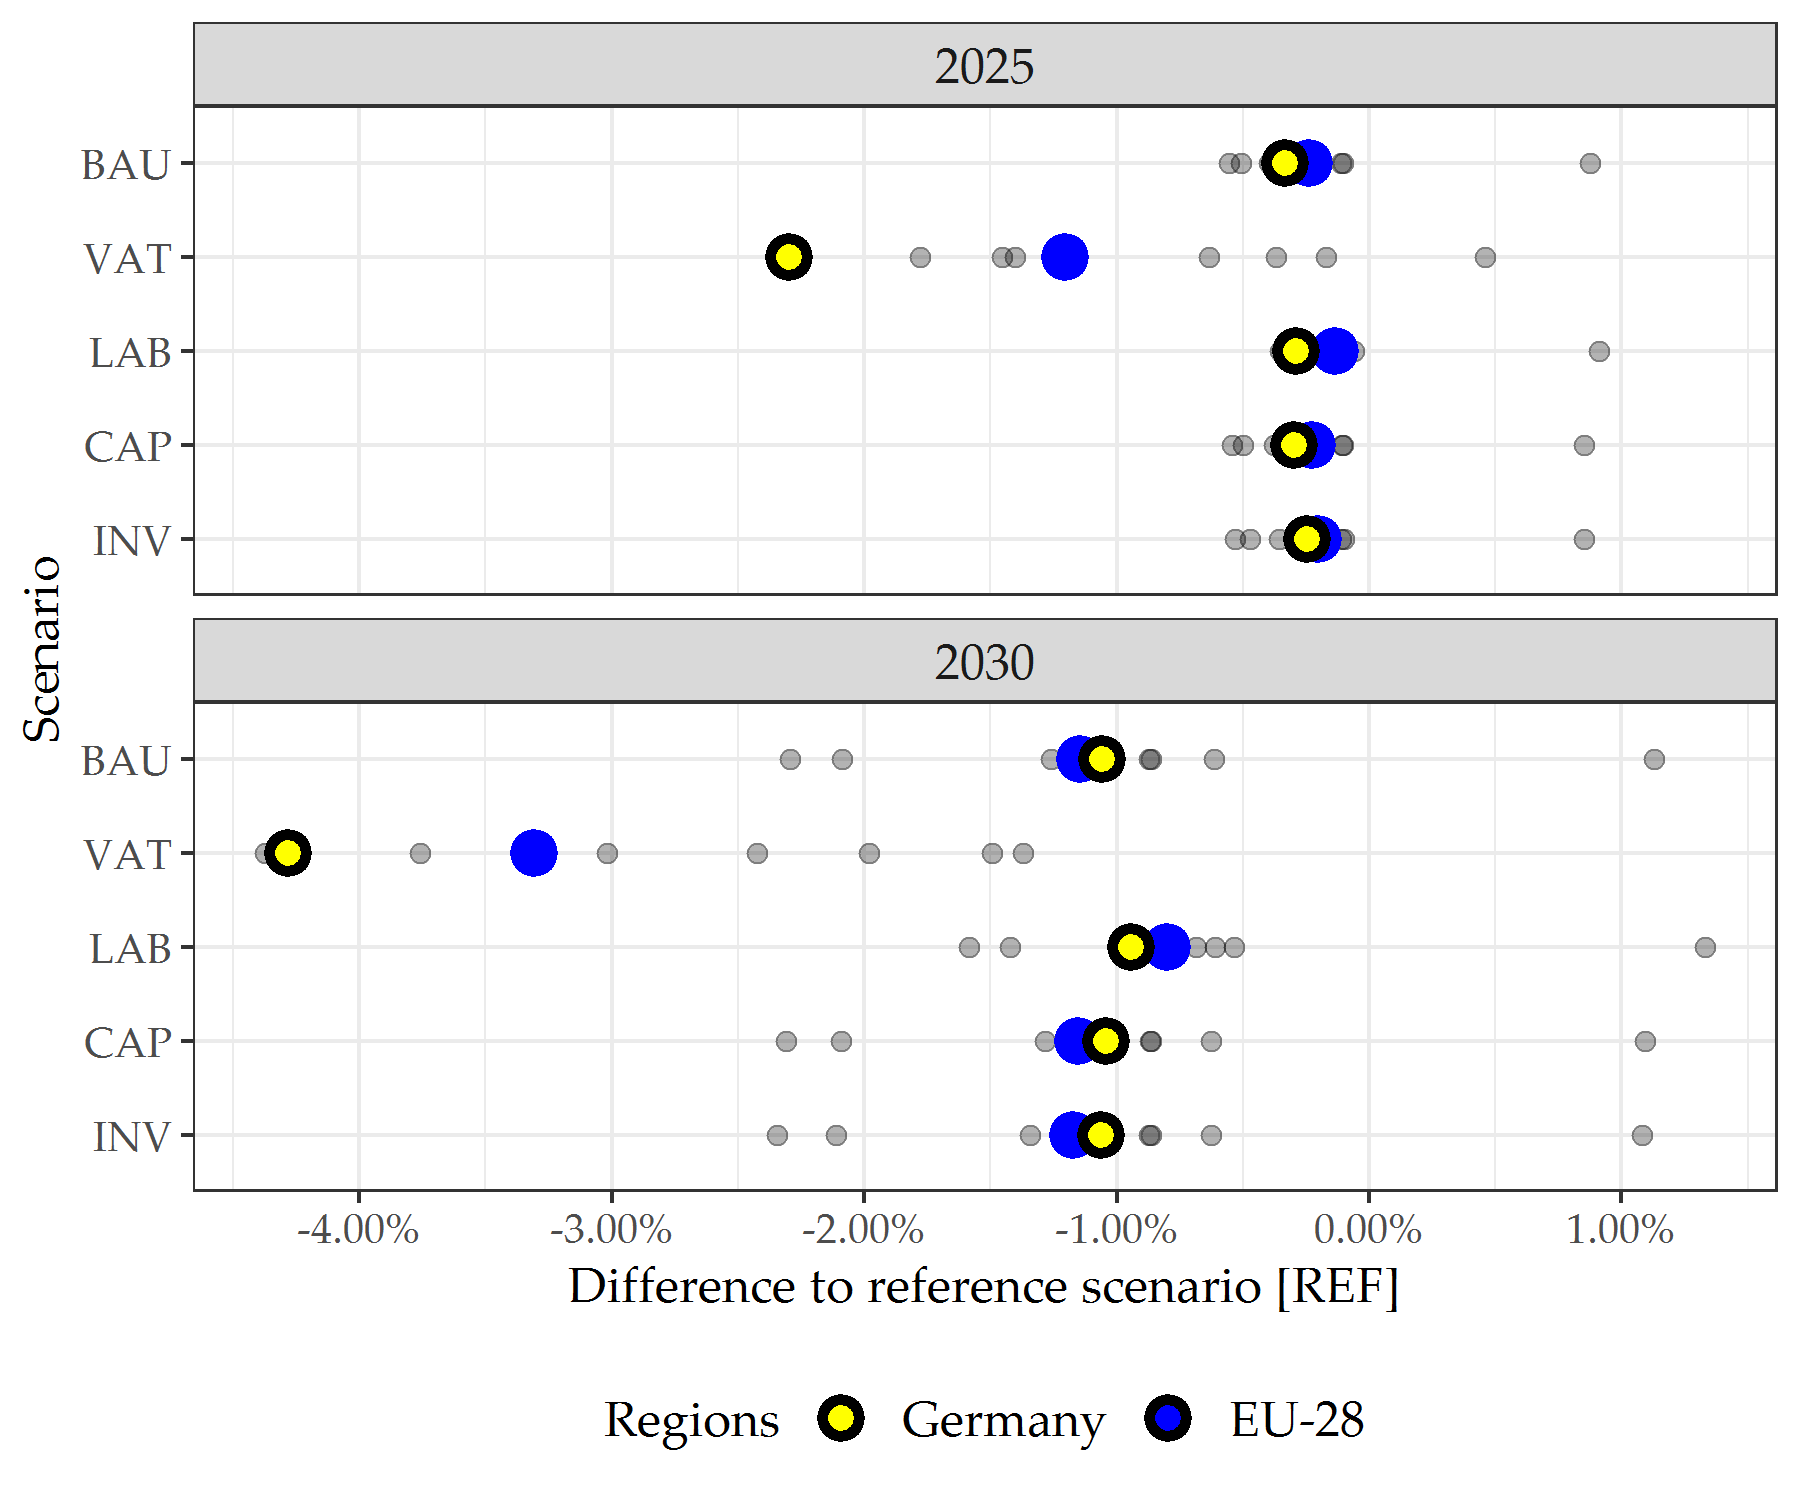 2025
BAU
VAT
LAB
CAP
INV
Scenario
2030
BAU
VAT
LAB
CAP
INV
-4.00% -3.00% -2.00% -1.00% 0.00% 1.00%
Difference to reference scenario [REF]
Regions Germany EU-28